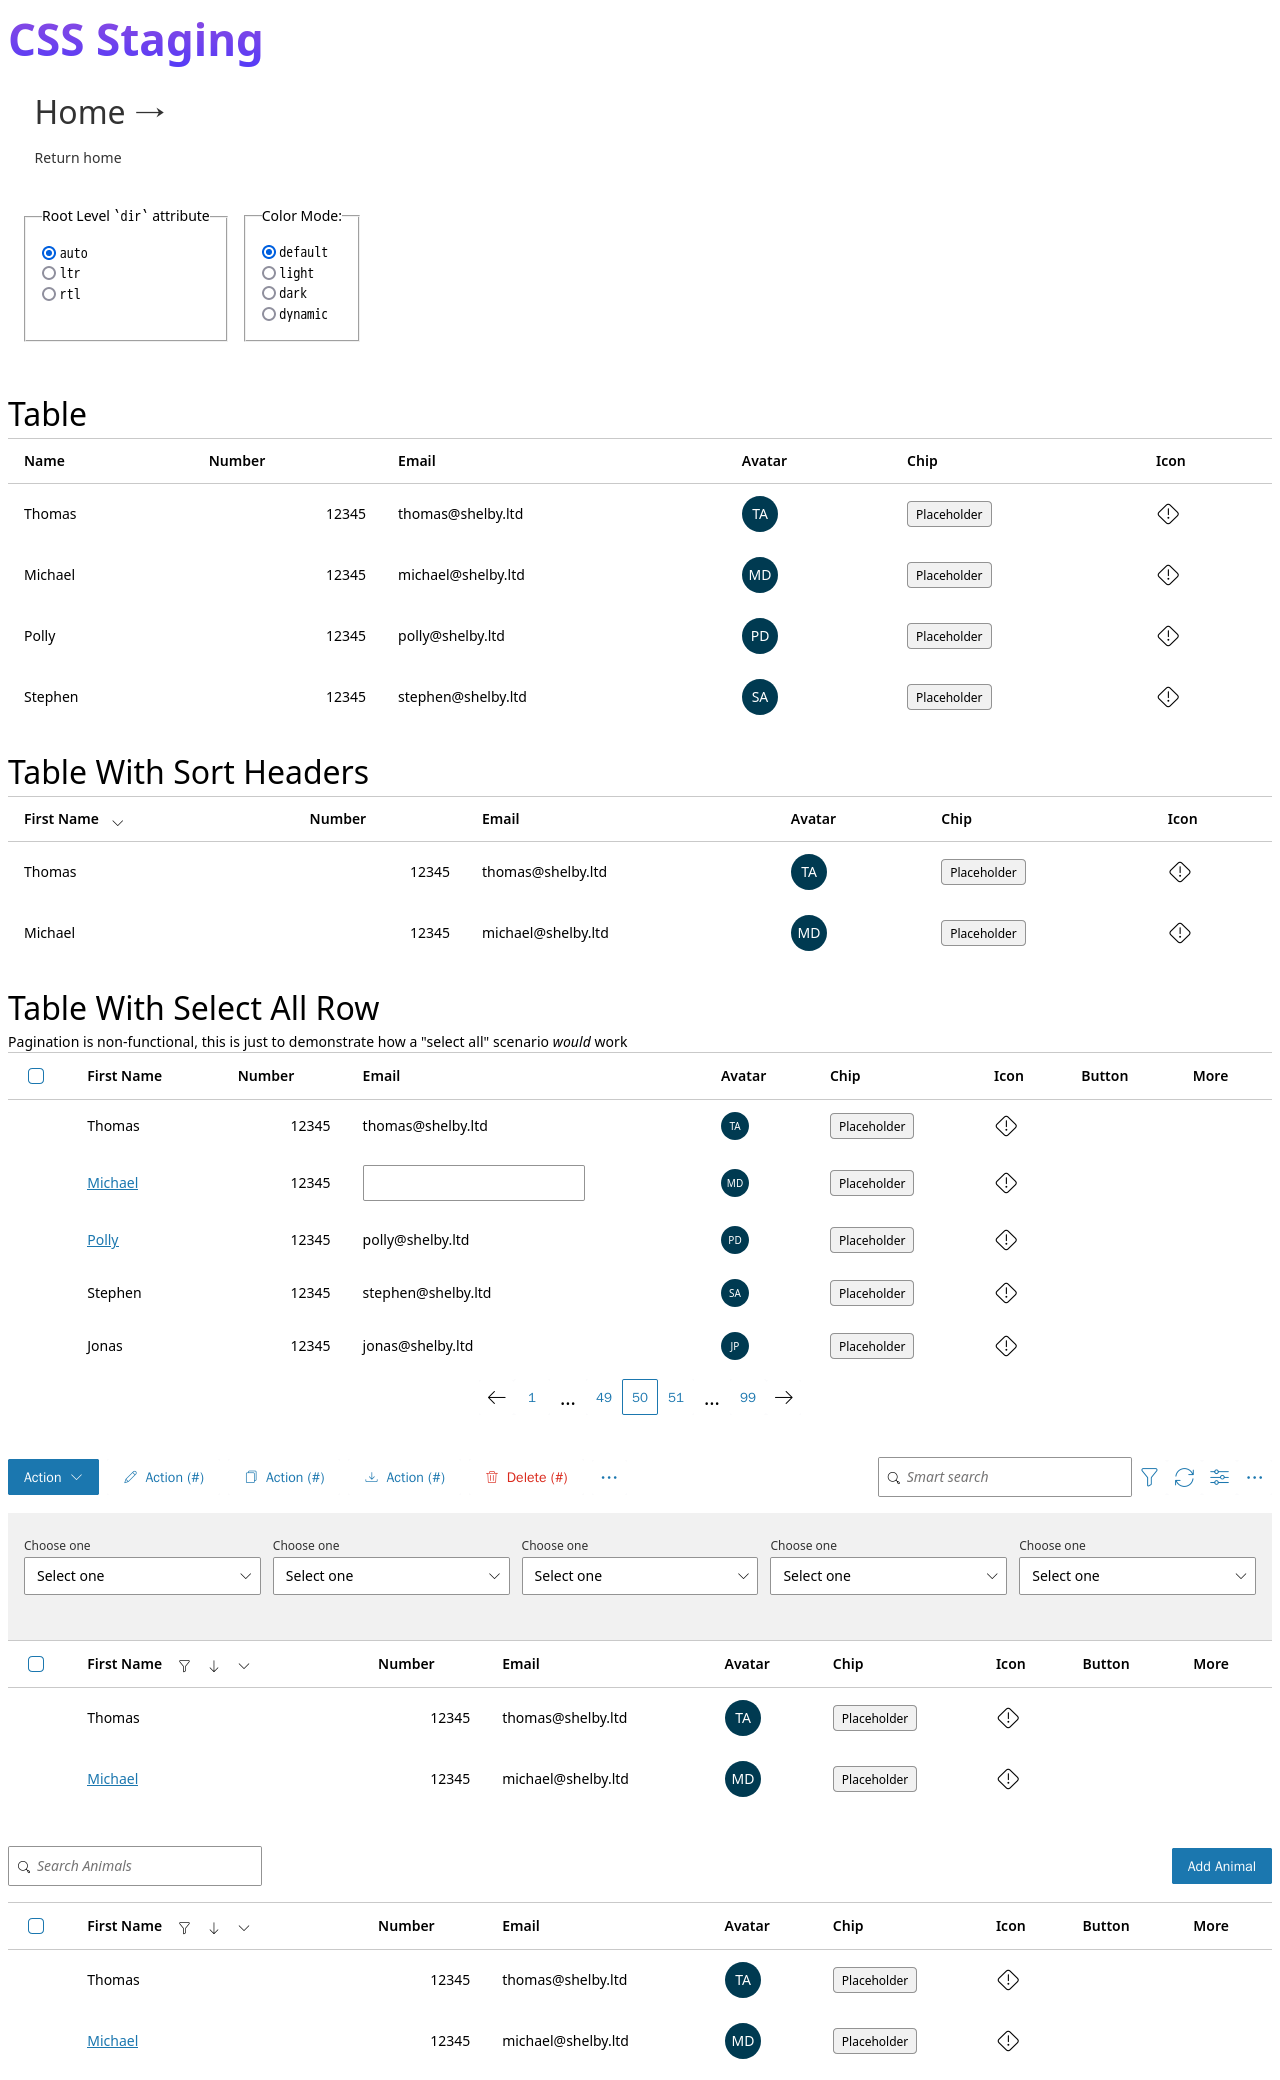 CSS Staging
Home →
Return home
Root Level `dir` attribute
auto
ltr
rtl
Color Mode:
default
light
dark
dynamic
Table
Name Number Email Avatar Chip Icon
Thomas 12345 thomas@shelby.ltd TA Placeholder
Michael 12345 michael@shelby.ltd MD Placeholder
Polly 12345 polly@shelby.ltd PD Placeholder
Stephen 12345 stephen@shelby.ltd SA Placeholder
Table With Sort Headers
First Name Number Email Avatar Chip Icon
Thomas 12345 thomas@shelby.ltd TA Placeholder
Michael 12345 michael@shelby.ltd MD Placeholder
Table With Select All Row
Pagination is non-functional, this is just to demonstrate how a "select all" scenario would work
First Name Number Email Avatar Chip Icon Button More
Thomas 12345 thomas@shelby.ltd TA Placeholder
Michael 12345 MD Placeholder
Polly 12345 polly@shelby.ltd PD Placeholder
Stephen 12345 stephen@shelby.ltd SA Placeholder
Jonas 12345 jonas@shelby.ltd JP Placeholder
1 ... 49 50 51 ... 99
Action Action (#) Action (#) Action (#) Delete (#) Smart search
Choose one Choose one Choose one Choose one Choose one
Select one Select one Select one Select one Select one
First Name Number Email Avatar Chip Icon Button More
Thomas 12345 thomas@shelby.ltd TA Placeholder
Michael 12345 michael@shelby.ltd MD Placeholder
Search Animals Add Animal
First Name Number Email Avatar Chip Icon Button More
Thomas 12345 thomas@shelby.ltd TA Placeholder
Michael 12345 michael@shelby.ltd MD Placeholder